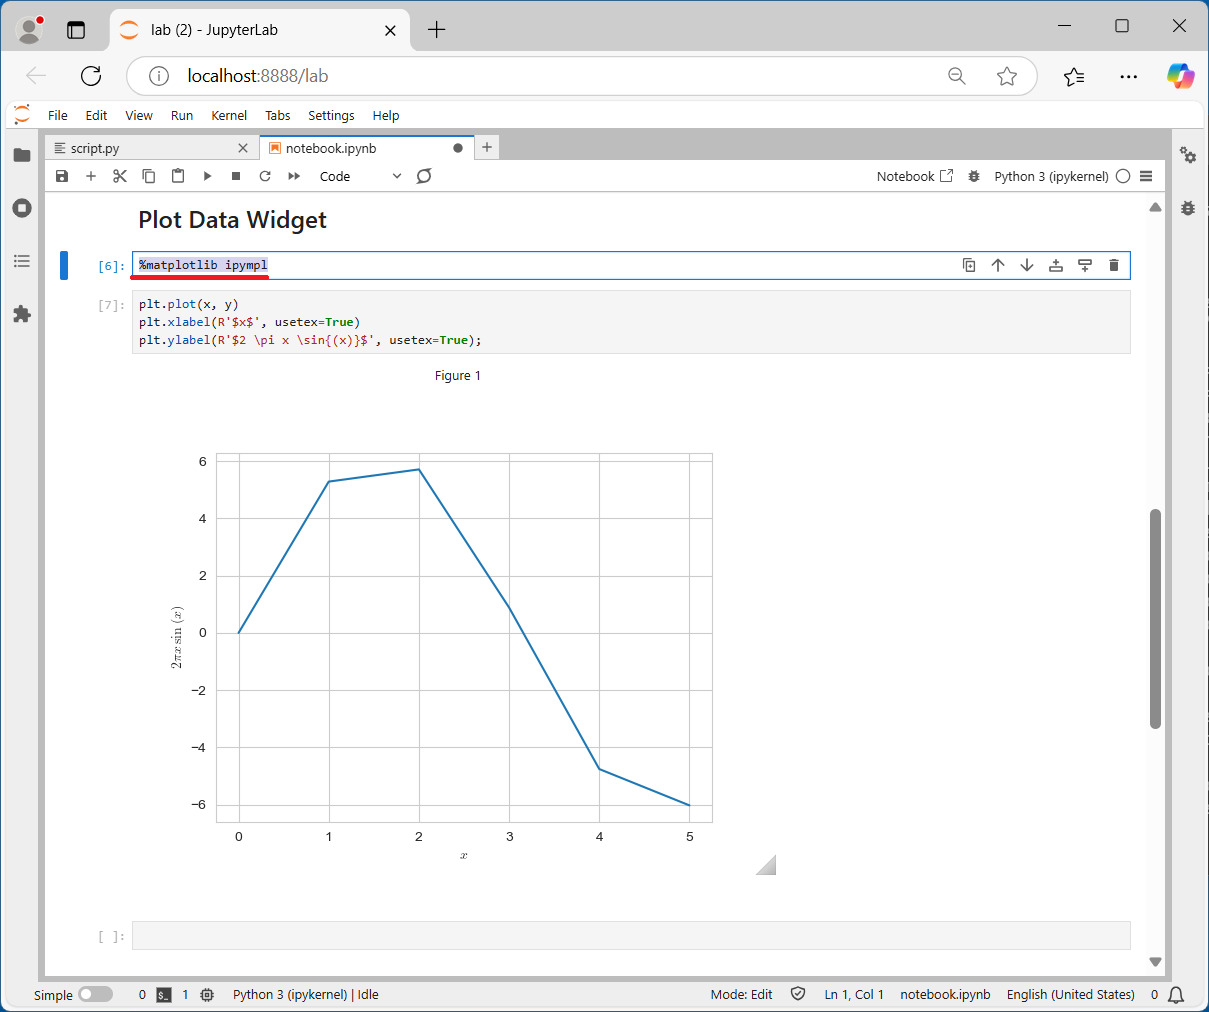 lab (2) - JupyterLab
localhost:8888/lab
File Edit View Run Kernel Tabs Settings Help
script.py notebook.ipynb
Code Notebook Python 3 (ipykernel)
Plot Data Widget
[6]: %matplotlib ipympl
[7]: plt.plot(x, y)
plt.xlabel(R'$x$', usetex=True)
plt.ylabel(R'$2 \pi x \sin{(x)}$', usetex=True);
Figure 1
6
4
2
0
−2
−4
−6
2πx sin (x)
0 1 2 3 4 5
x
[ ]:
Simple 0 $_ 1 Python 3 (ipykernel) | Idle Mode: Edit Ln 1, Col 1 notebook.ipynb English (United States) 0